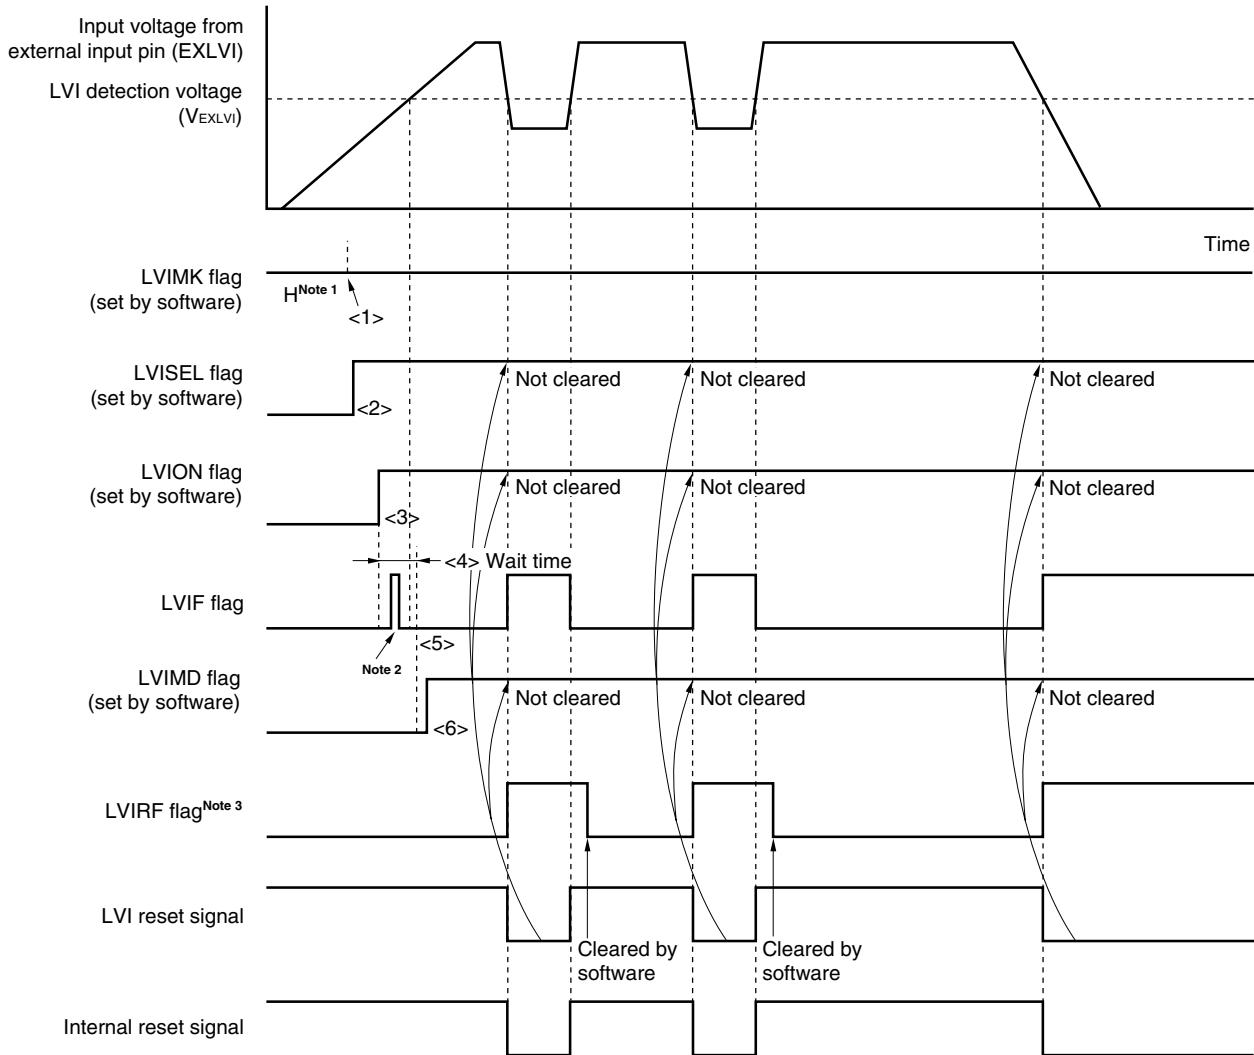 Input voltage from
external input pin (EXLVI)
LVI detection voltage
(VEXLVI)
Time
LVIMK flag
(set by software)
HNote 1
<1>
LVISEL flag
(set by software)
<2>
Not cleared
Not cleared
Not cleared
LVION flag
(set by software)
<3>
Not cleared
Not cleared
Not cleared
<4> Wait time
LVIF flag
Note 2
<5>
LVIMD flag
(set by software)
<6>
Not cleared
Not cleared
Not cleared
LVIRF flagNote 3
LVI reset signal
Cleared by
software
Cleared by
software
Internal reset signal